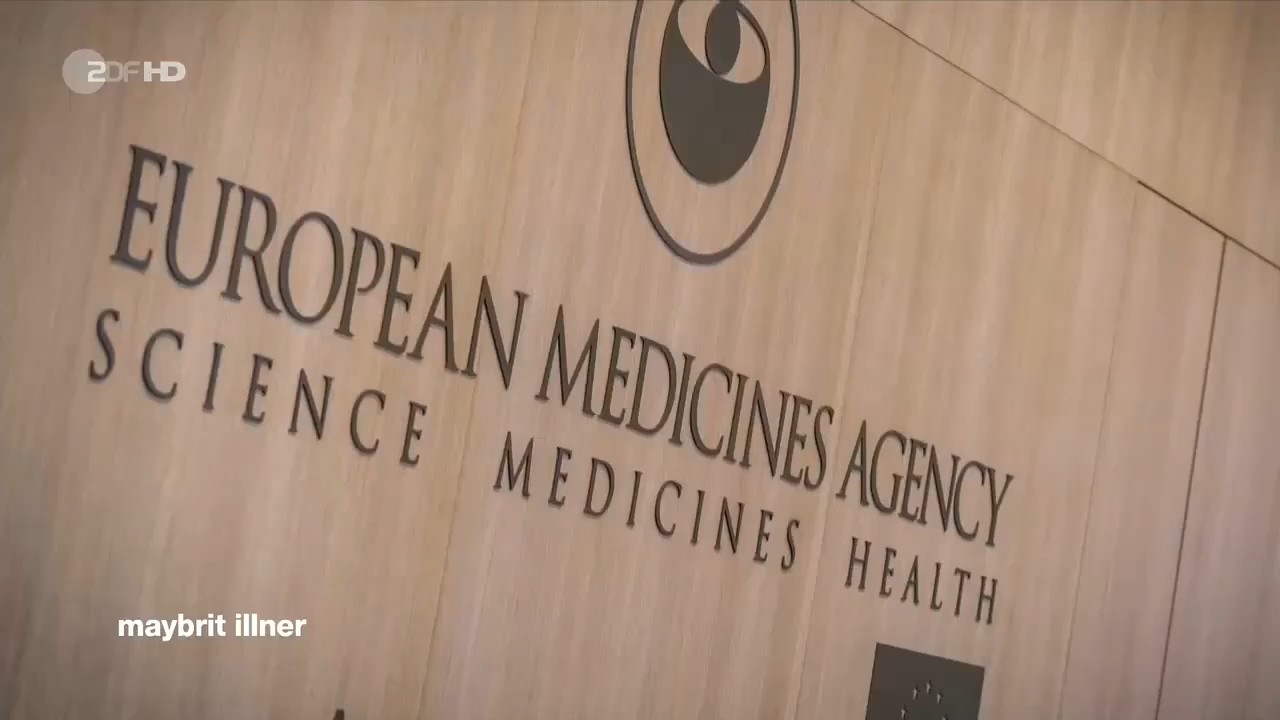 ZDF HD
EUROPEAN MEDICINES AGENCY
SCIENCE MEDICINES HEALTH
maybrit illner